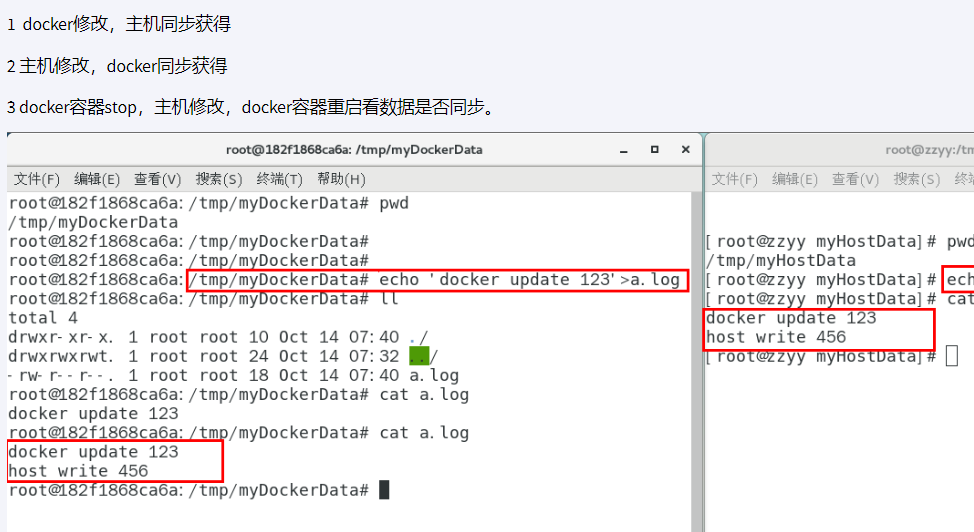 1 docker修改，主机同步获得
2 主机修改，docker同步获得
3 docker容器stop，主机修改，docker容器重启看数据是否同步。
root@182f1868ca6a: /tmp/myDockerData
文件(F) 编辑(E) 查看(V) 搜索(S) 终端(T) 帮助(H)
root@182f1868ca6a:/tmp/myDockerData# pwd
/tmp/myDockerData
root@182f1868ca6a:/tmp/myDockerData#
root@182f1868ca6a:/tmp/myDockerData#
root@182f1868ca6a:/tmp/myDockerData# echo 'docker update 123'>a.log
root@182f1868ca6a:/tmp/myDockerData# ll
total 4
drwxr-xr-x. 1 root root 10 Oct 14 07:40 ./
drwxrwxrwt. 1 root root 24 Oct 14 07:32 ../
-rw-r--r--. 1 root root 18 Oct 14 07:40 a.log
root@182f1868ca6a:/tmp/myDockerData# cat a.log
docker update 123
root@182f1868ca6a:/tmp/myDockerData# cat a.log
docker update 123
host write 456
root@182f1868ca6a:/tmp/myDockerData#
root@zzyy:/tm
文件(F) 编辑(E) 查看(V) 搜索(S) 终端
[root@zzyy myHostData]# pwd
/tmp/myHostData
[root@zzyy myHostData]# ech
[root@zzyy myHostData]# cat
docker update 123
host write 456
[root@zzyy myHostData]#